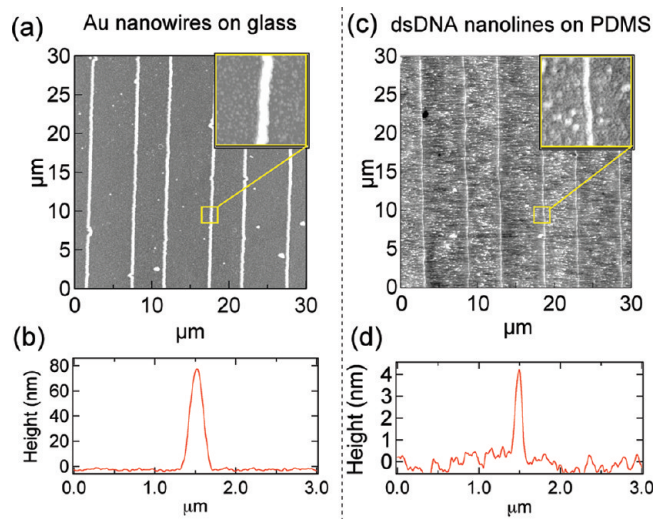 (a) Au nanowires on glass
30
25
20
15
10
5
0
μm
0 10 20 30
μm
(b)
80
60
40
20
0
Height (nm)
0.0 1.0 2.0 3.0
μm
(c) dsDNA nanolines on PDMS
30
25
20
15
10
5
0
μm
0 10 20 30
μm
(d)
4
3
2
1
0
Height (nm)
0.0 1.0 2.0 3.0
μm